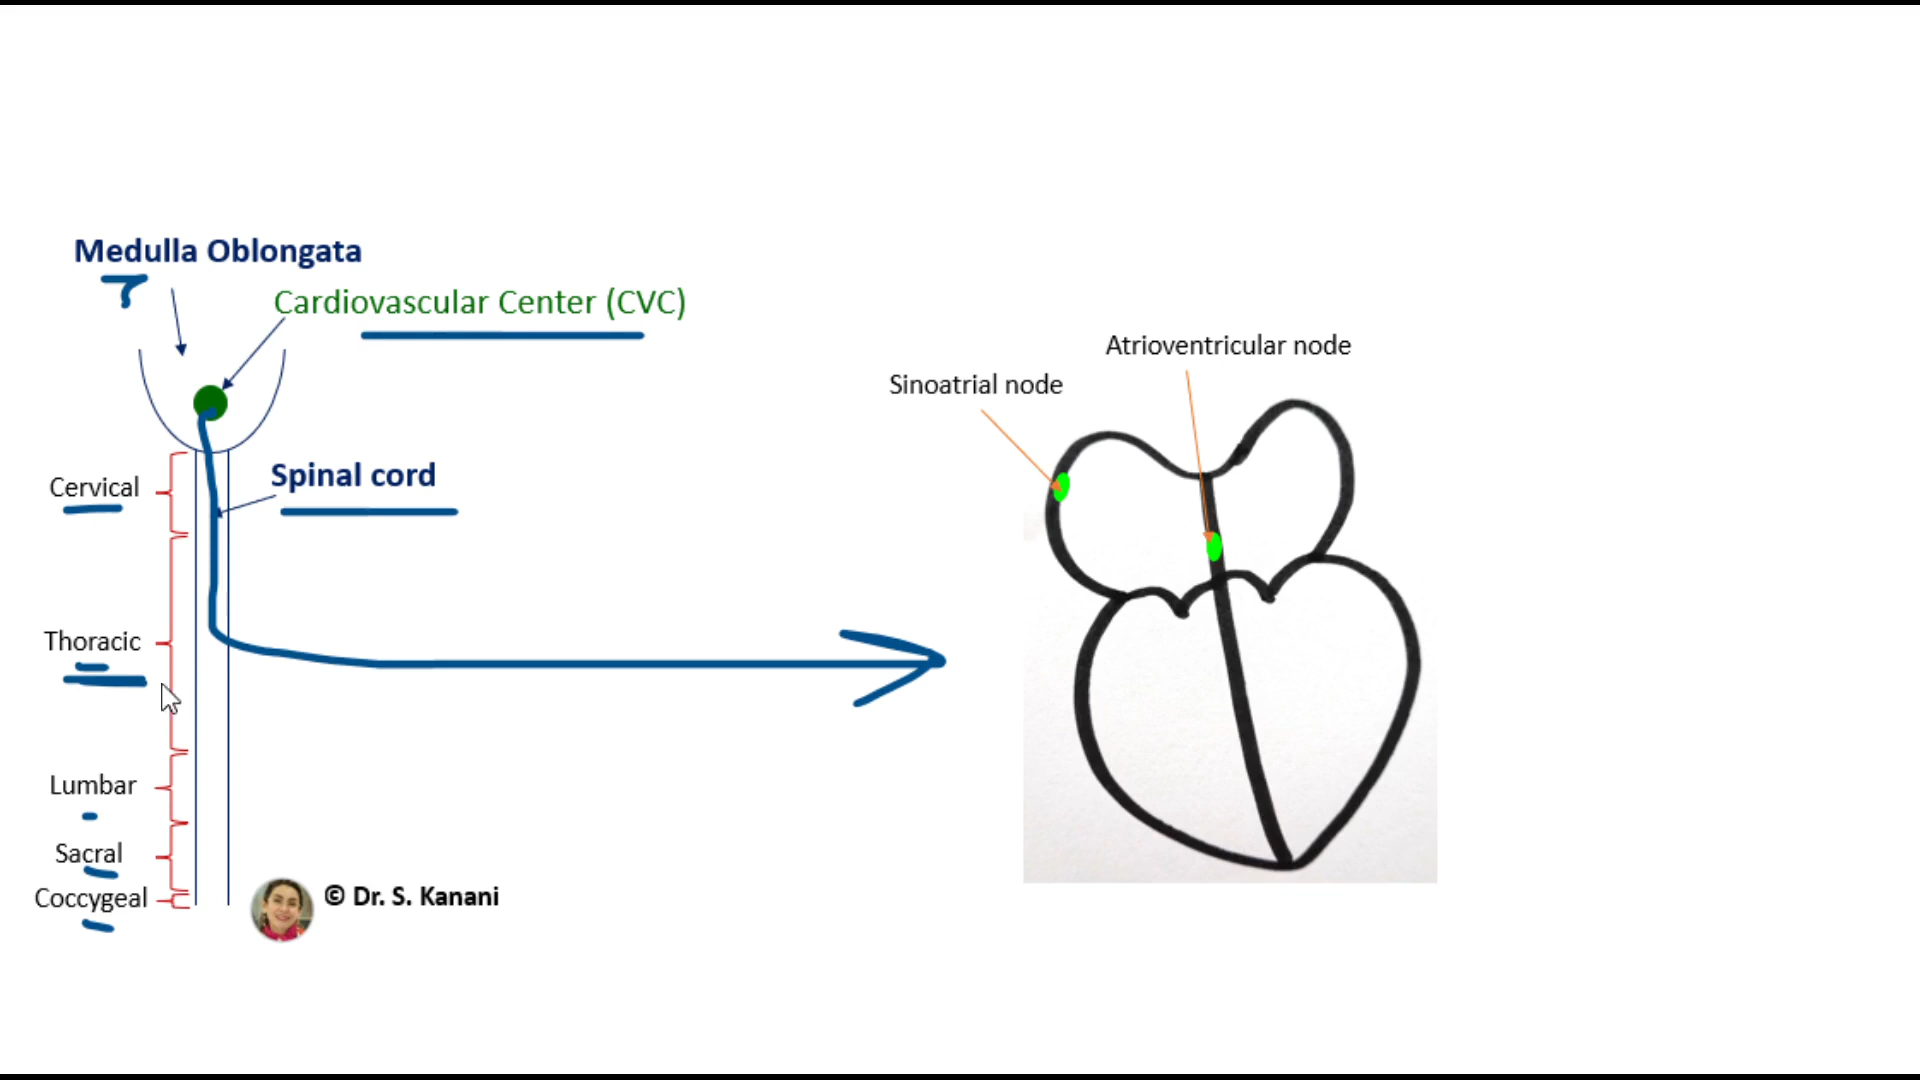 Medulla Oblongata
Cardiovascular Center (CVC)
Atrioventricular node
Sinoatrial node
Spinal cord
Cervical
Thoracic
Lumbar
Sacral
Coccygeal
© Dr. S. Kanani